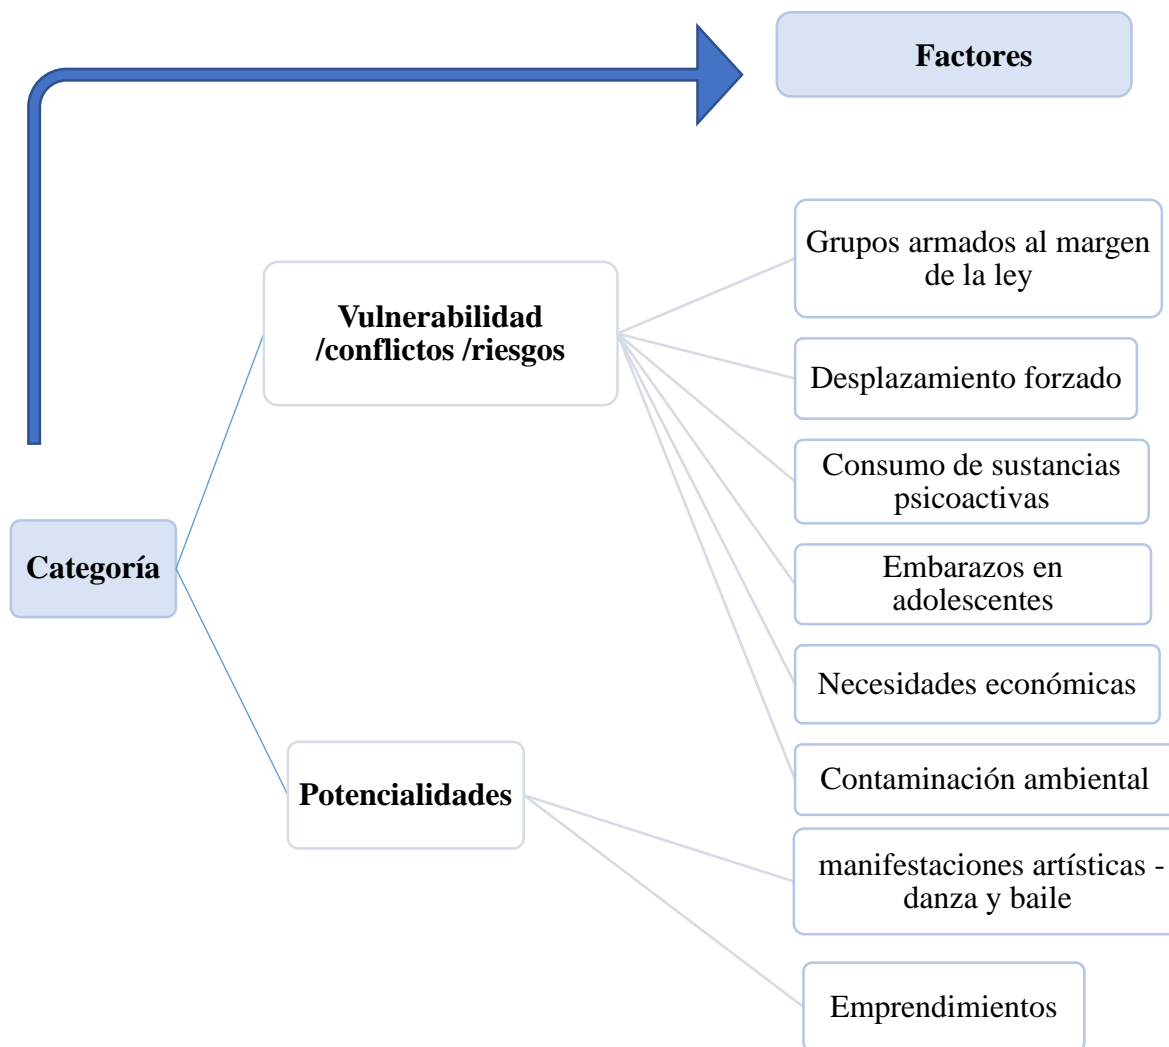 Factores
Grupos armados al margen
de la ley
Vulnerabilidad
/conflictos /riesgos
Desplazamiento forzado
Consumo de sustancias
psicoactivas
Categoría
Embarazos en
adolescentes
Necesidades económicas
Potencialidades
Contaminación ambiental
manifestaciones artísticas -
danza y baile
Emprendimientos